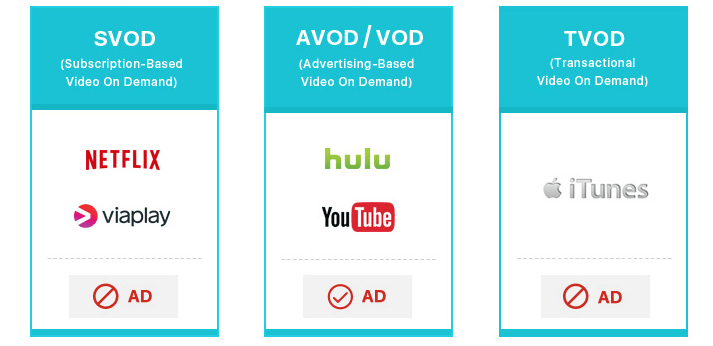 SVOD
(Subscription-Based
Video On Demand)
NETFLIX
viaplay
AD
AVOD / VOD
(Advertising-Based
Video On Demand)
hulu
YouTube
AD
TVOD
(Transactional
Video On Demand)
iTunes
AD